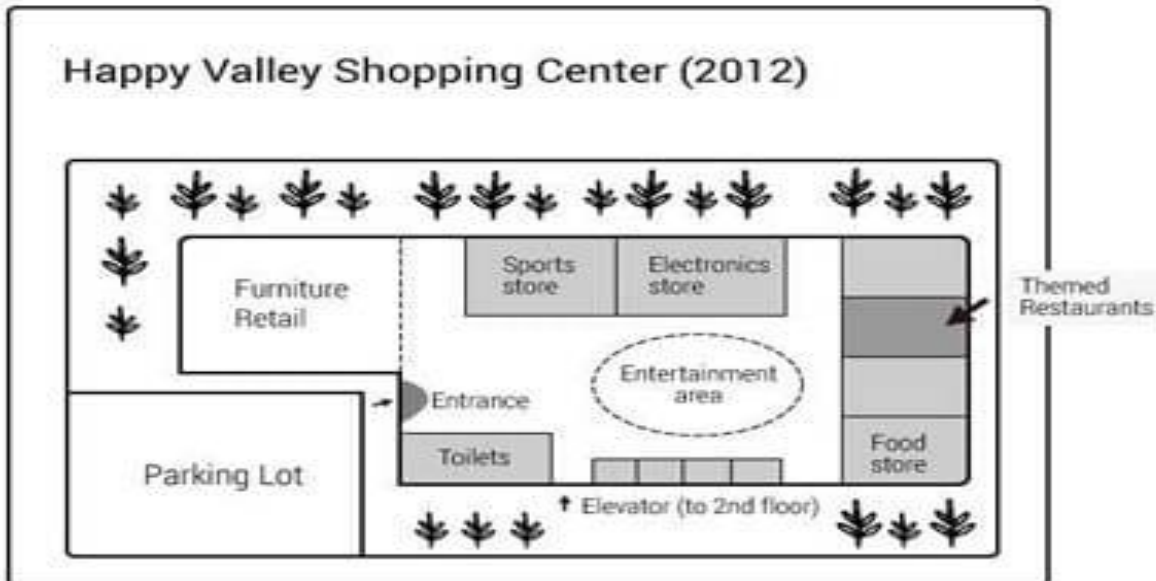 Happy Valley Shopping Center (2012)
Sports
store
Electronics
store
Furniture
Retail
Themed
Restaurants
Entertainment
area
Entrance
Toilets
Food
store
Parking Lot
Elevator (to 2nd floor)